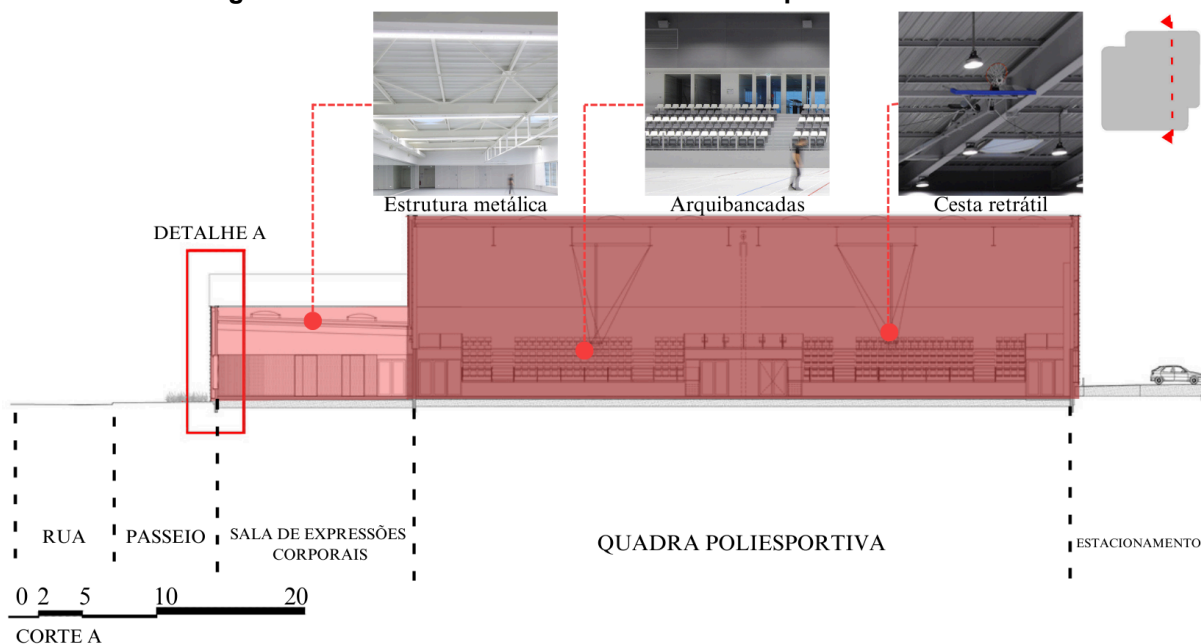 Estrutura metálica
Arquibancadas
Cesta retrátil
DETALHE A
RUA
PASSEIO
SALA DE EXPRESSÕES
CORPORAIS
QUADRA POLIESPORTIVA
ESTACIONAMENTO
0 2 5 10 20
CORTE A